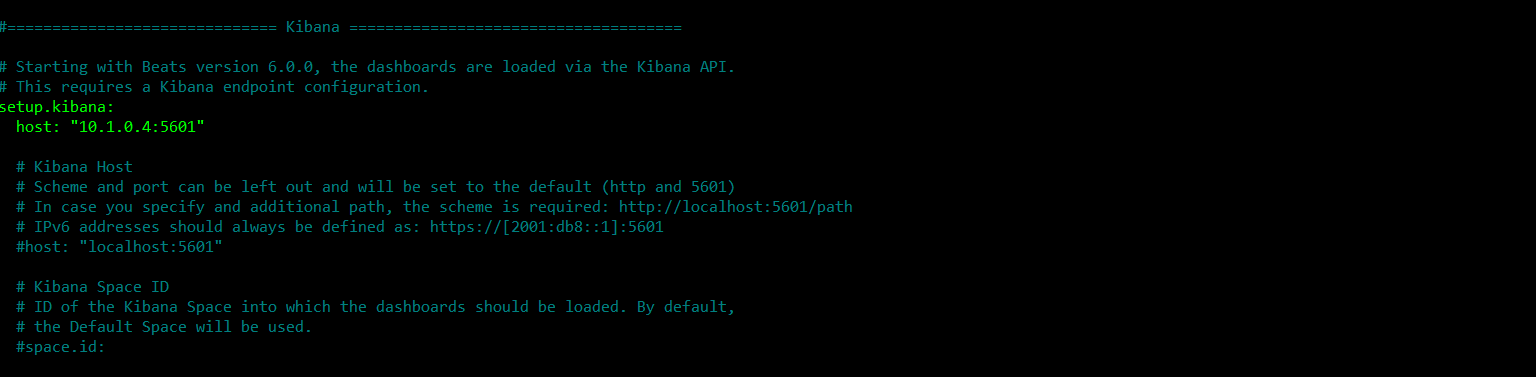 #============================== Kibana =====================================
# Starting with Beats version 6.0.0, the dashboards are loaded via the Kibana API.
# This requires a Kibana endpoint configuration.
setup.kibana:
  host: "10.1.0.4:5601"
  # Kibana Host
  # Scheme and port can be left out and will be set to the default (http and 5601)
  # In case you specify and additional path, the scheme is required: http://localhost:5601/path
  # IPv6 addresses should always be defined as: https://[2001:db8::1]:5601
  #host: "localhost:5601"
  # Kibana Space ID
  # ID of the Kibana Space into which the dashboards should be loaded. By default,
  # the Default Space will be used.
  #space.id: